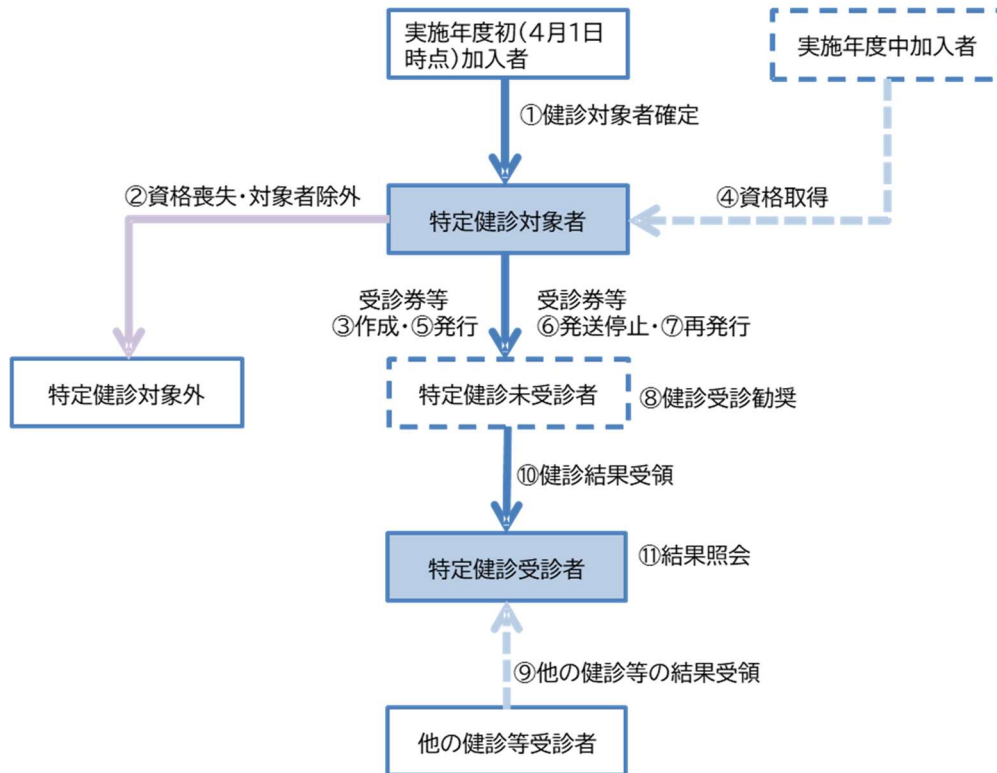 実施年度初(4月1日
時点)加入者
実施年度中加入者
①健診対象者確定
②資格喪失・対象者除外
④資格取得
特定健診対象者
受診券等
③作成・⑤発行
受診券等
⑥発送停止・⑦再発行
特定健診対象外
特定健診未受診者
⑧健診受診勧奨
⑩健診結果受領
特定健診受診者
⑪結果照会
⑨他の健診等の結果受領
他の健診等受診者